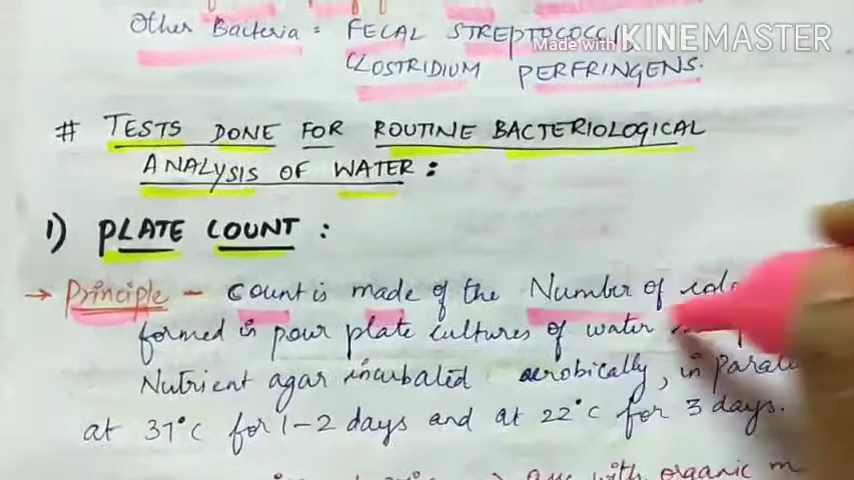 Other Bacteria : FECAL STREPTOCOCCI
CLOSTRIDIUM PERFRINGENS.
Made with KINEMASTER
# TESTS DONE FOR ROUTINE BACTERIOLOGICAL
ANALYSIS OF WATER :
1) PLATE COUNT :
→ Principle - Count is made of the Number of
formed in pour plate cultures of water
Nutrient agar incubated aerobically, in
at 37°C for 1-2 days and at 22°C for 3 days.
with organic